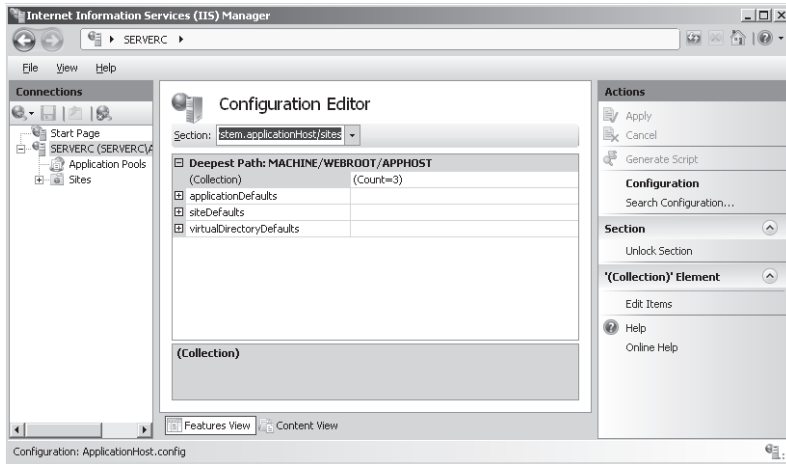 Internet Information Services (IIS) Manager
SERVERC
File View Help
Connections
Start Page
SERVERC (SERVERC\A
Application Pools
Sites
Configuration Editor
Section: stem.applicationHost/sites
Deepest Path: MACHINE/WEBROOT/APPHOST
(Collection) (Count=3)
applicationDefaults
siteDefaults
virtualDirectoryDefaults
(Collection)
Features View Content View
Actions
Apply
Cancel
Generate Script
Configuration
Search Configuration...
Section
Unlock Section
'(Collection)' Element
Edit Items
Help
Online Help
Configuration: ApplicationHost.config